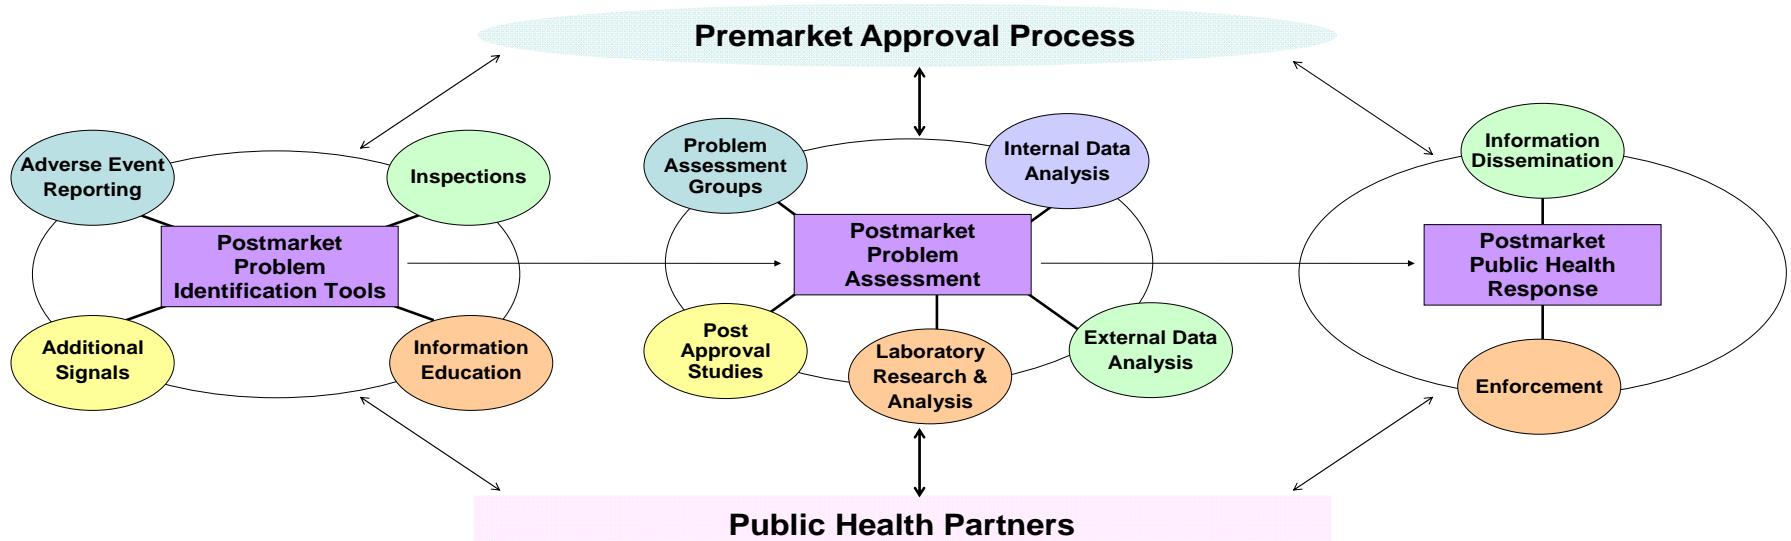 Premarket Approval Process
Adverse Event
Reporting
Inspections
Postmarket
Problem
Identification Tools
Additional
Signals
Information
Education
Problem
Assessment
Groups
Internal Data
Analysis
Postmarket
Problem
Assessment
Post
Approval
Studies
Laboratory
Research &
Analysis
External Data
Analysis
Information
Dissemination
Postmarket
Public Health
Response
Enforcement
Public Health Partners